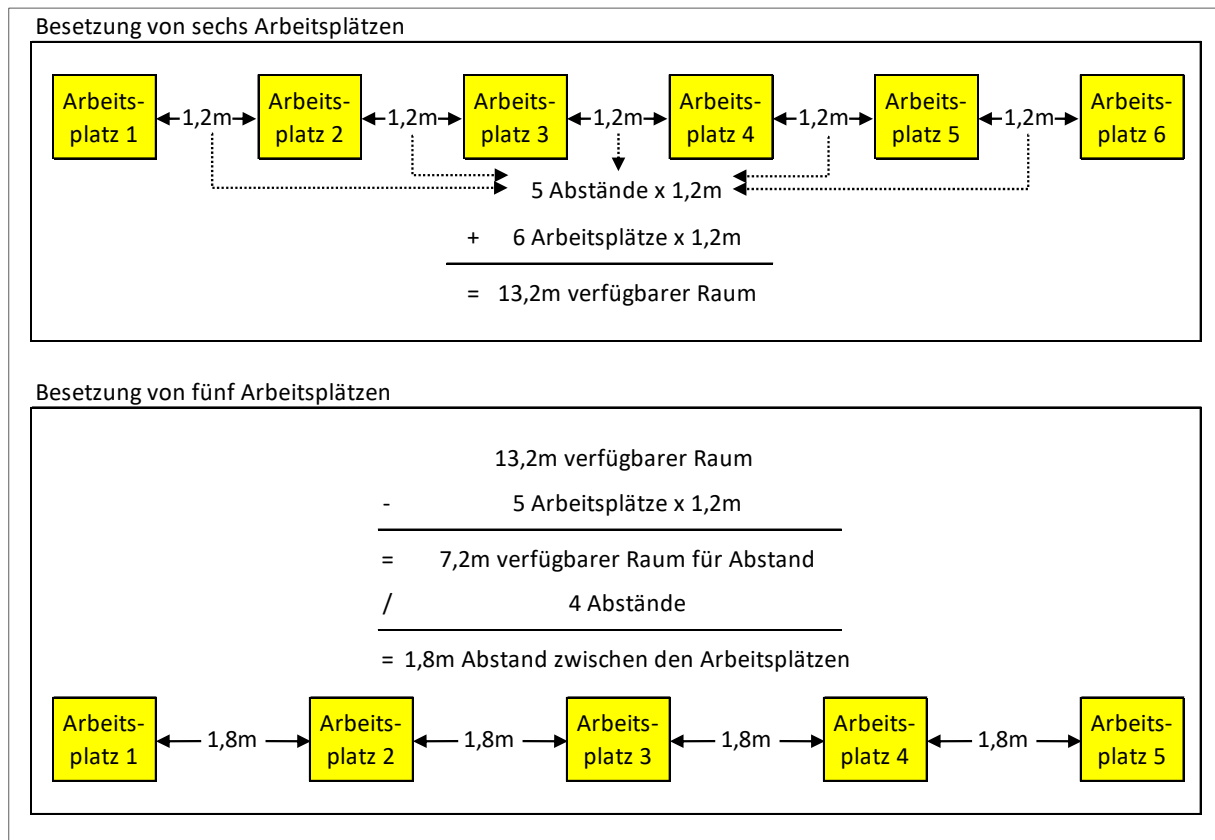 Besetzung von sechs Arbeitsplätzen
Arbeits-
platz 1
1,2m
Arbeits-
platz 2
1,2m
Arbeits-
platz 3
1,2m
Arbeits-
platz 4
1,2m
Arbeits-
platz 5
1,2m
Arbeits-
platz 6
5 Abstände x 1,2m
+ 6 Arbeitsplätze x 1,2m
= 13,2m verfügbarer Raum
Besetzung von fünf Arbeitsplätzen
13,2m verfügbarer Raum
- 5 Arbeitsplätze x 1,2m
= 7,2m verfügbarer Raum für Abstand
/ 4 Abstände
= 1,8m Abstand zwischen den Arbeitsplätzen
Arbeits-
platz 1
1,8m
Arbeits-
platz 2
1,8m
Arbeits-
platz 3
1,8m
Arbeits-
platz 4
1,8m
Arbeits-
platz 5